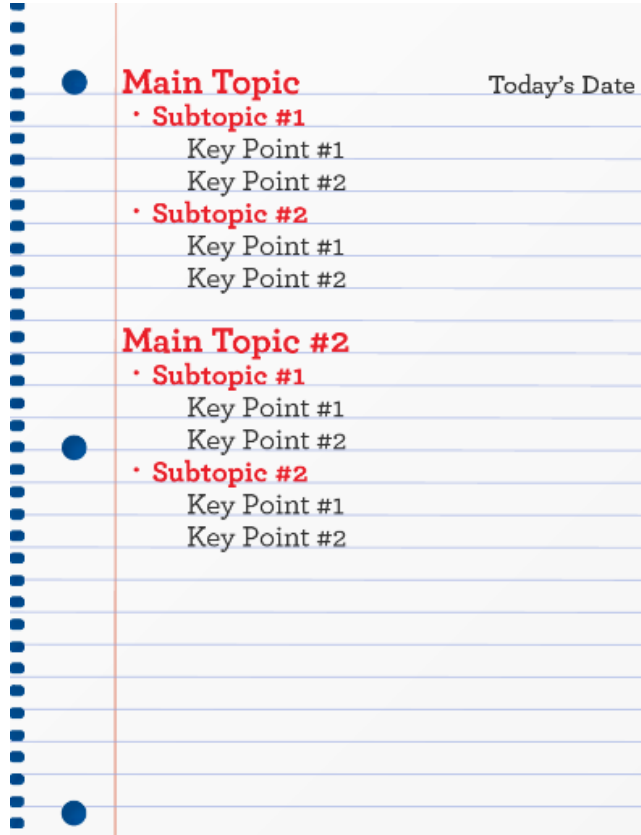 Main Topic Today's Date
• Subtopic #1
Key Point #1
Key Point #2
• Subtopic #2
Key Point #1
Key Point #2
Main Topic #2
• Subtopic #1
Key Point #1
Key Point #2
• Subtopic #2
Key Point #1
Key Point #2